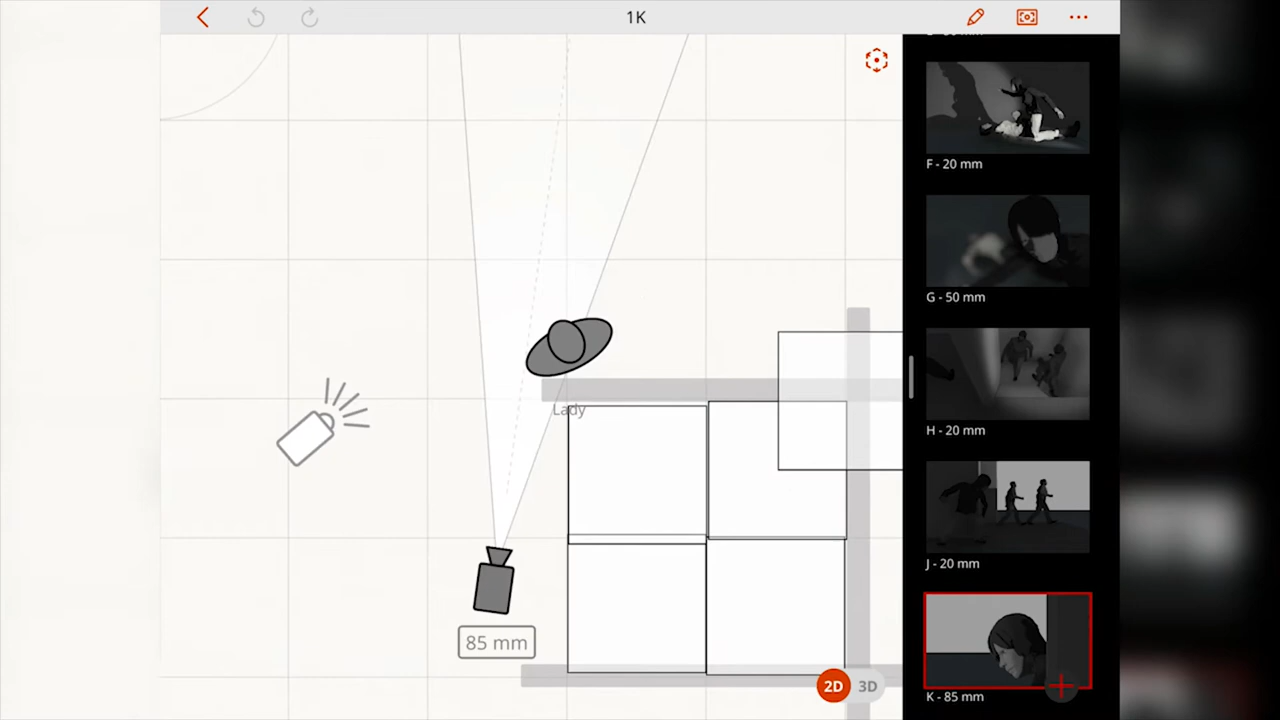 1K
F - 20 mm
G - 50 mm
H - 20 mm
Lady
J - 20 mm
85 mm
2D 3D
K - 85 mm